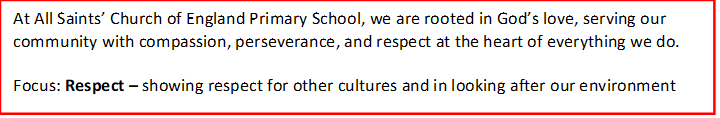 At All Saints’ Church of England Primary School, we are rooted in God’s love, serving our
community with compassion, perseverance, and respect at the heart of everything we do.
Focus: Respect – showing respect for other cultures and in looking after our environment